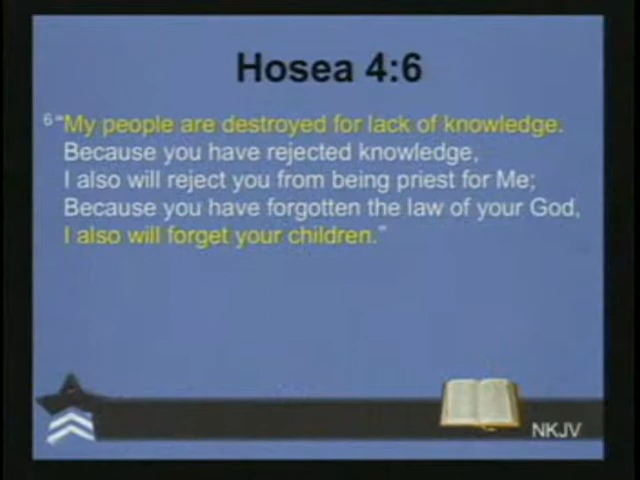 Hosea 4:6
6 "My people are destroyed for lack of knowledge.
Because you have rejected knowledge,
I also will reject you from being priest for Me;
Because you have forgotten the law of your God,
I also will forget your children."
NKJV